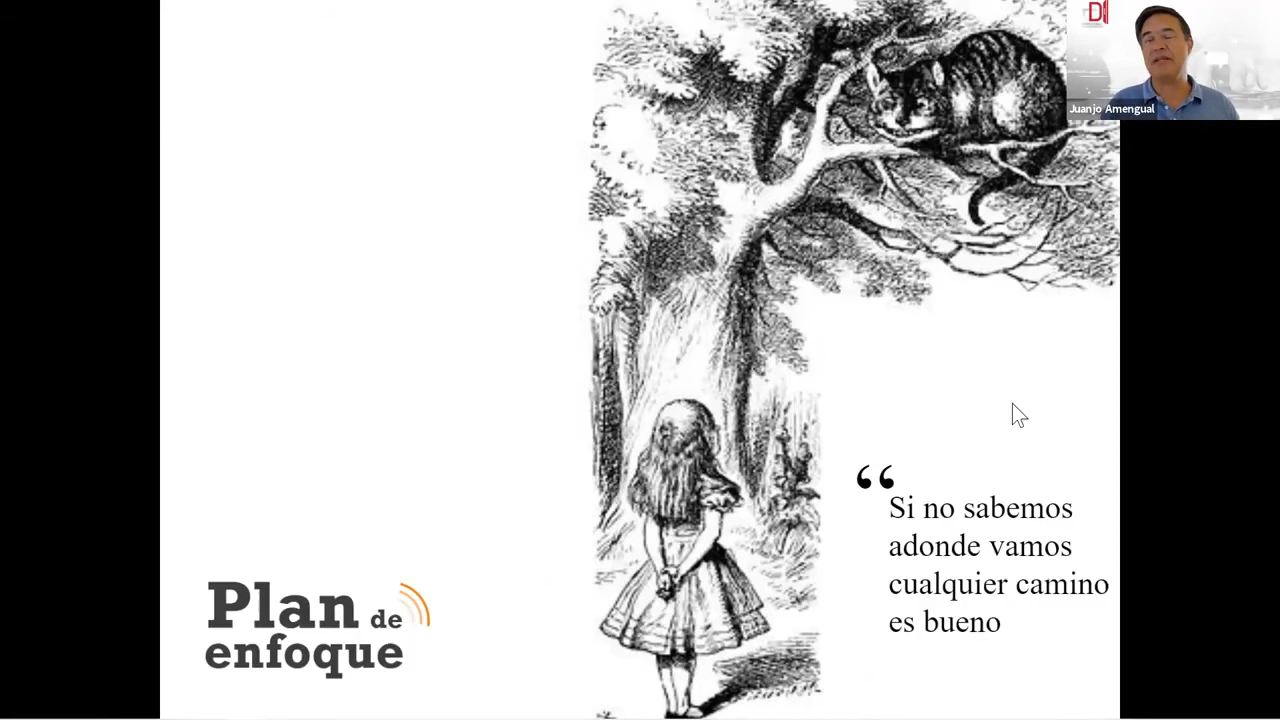 D
Juanjo Amengual
“
Si no sabemos
adonde vamos
cualquier camino
es bueno
Plan de
enfoque